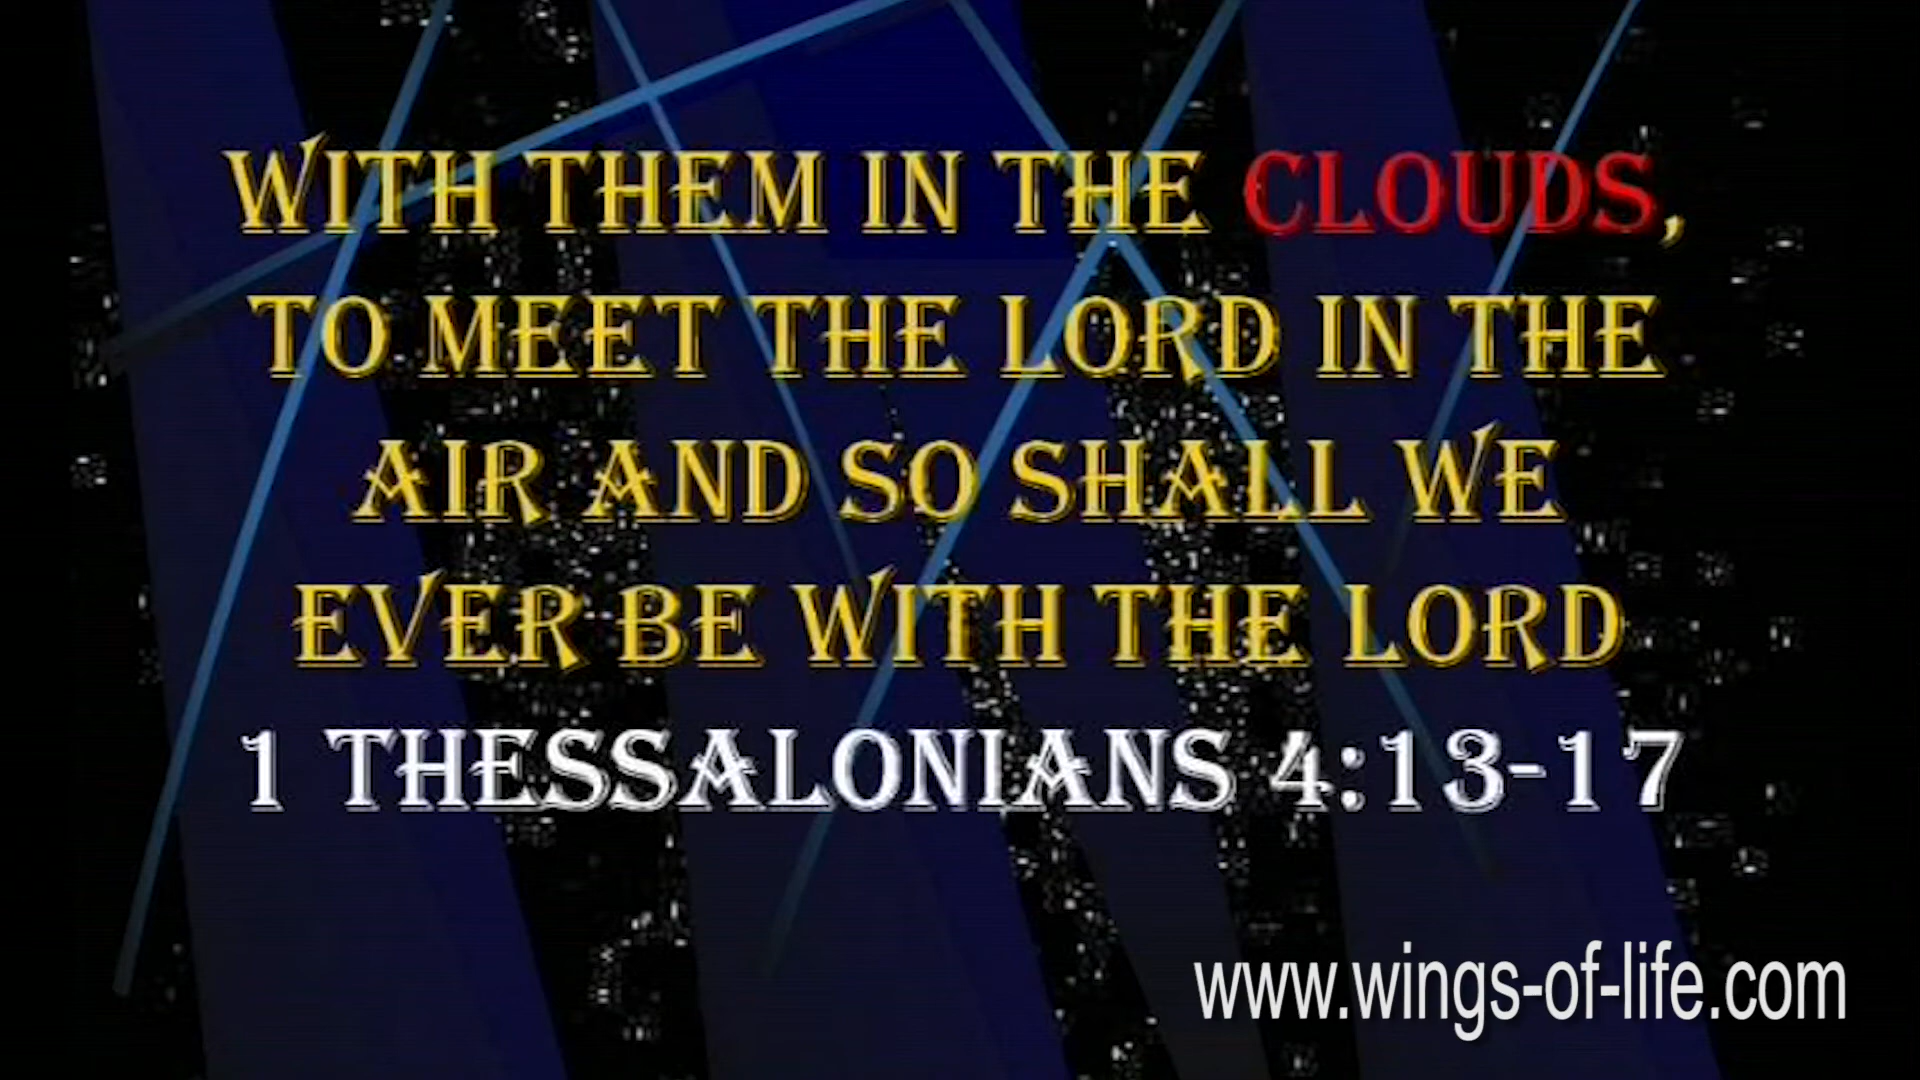 WITH THEM IN THE CLOUDS,
TO MEET THE LORD IN THE
AIR AND SO SHALL WE
EVER BE WITH THE LORD
1 THESSALONIANS 4:13-17
www.wings-of-life.com